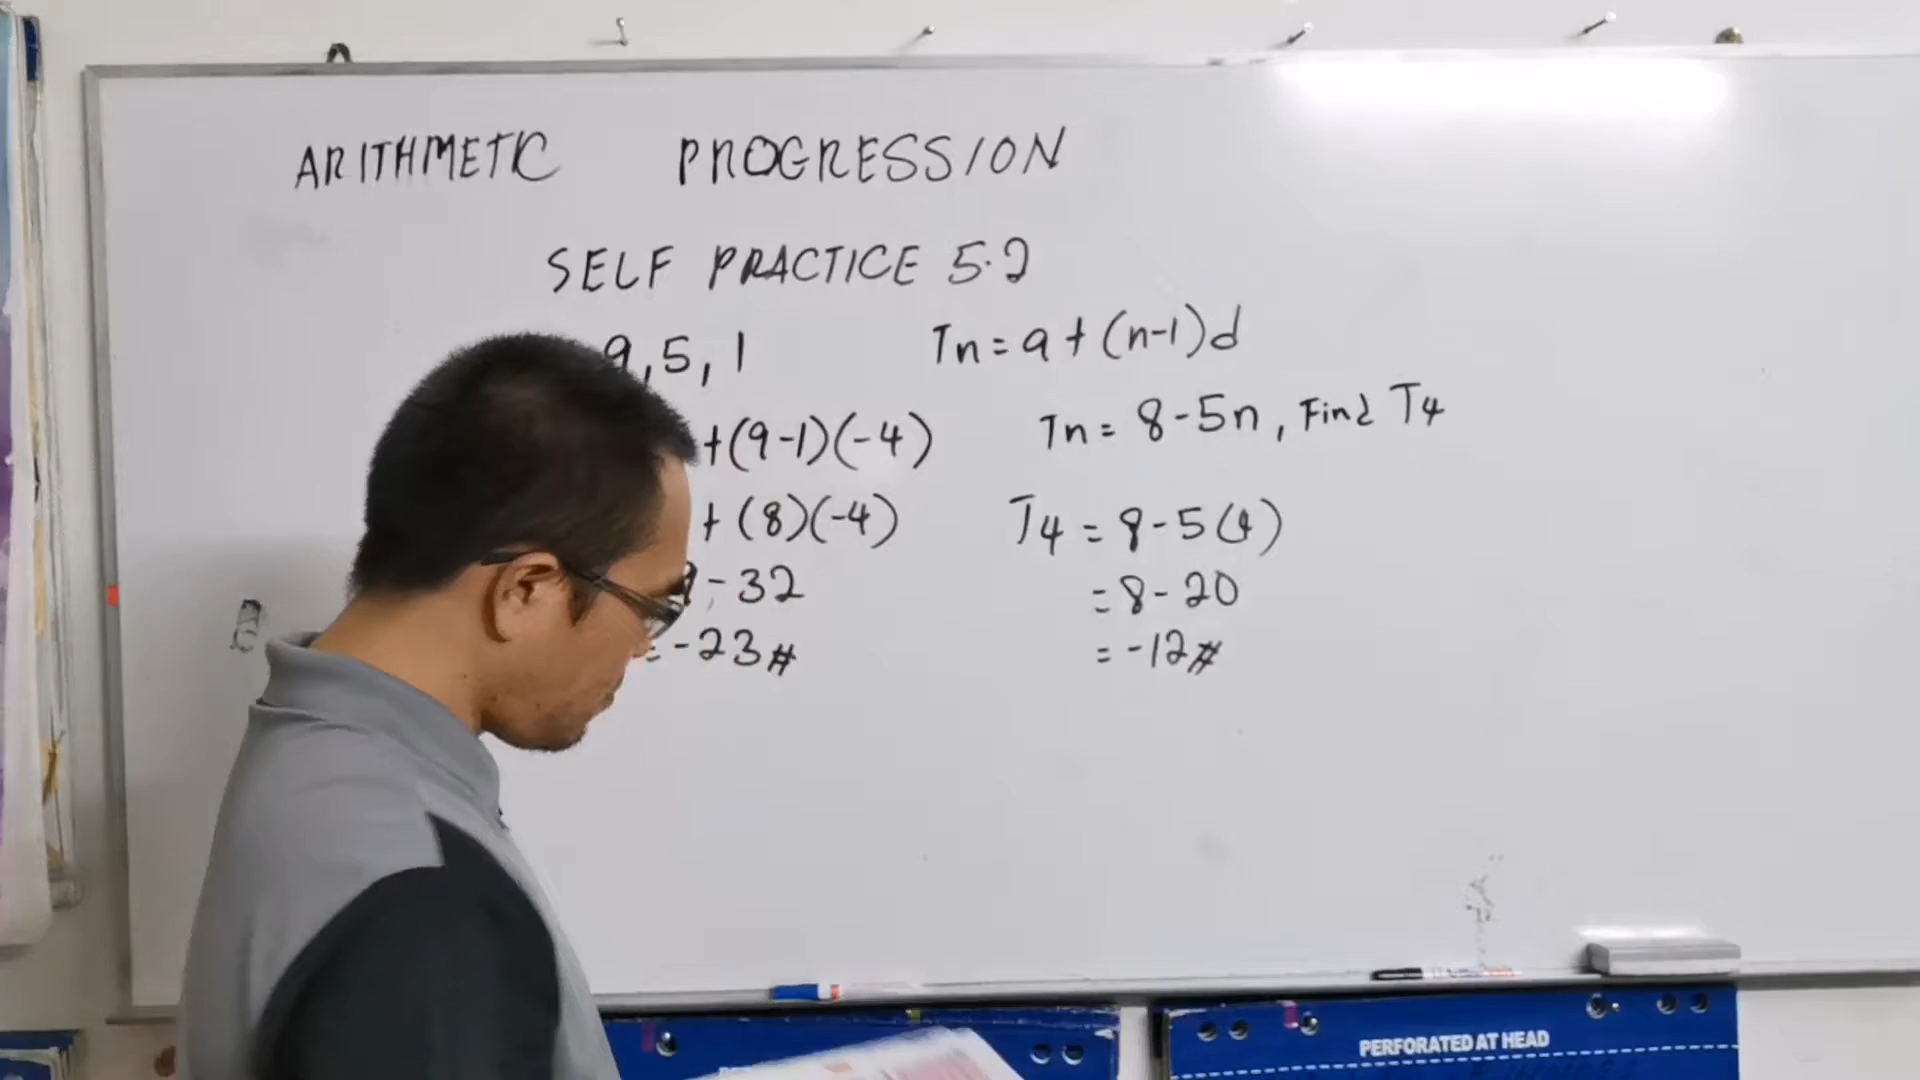 ARITHMETIC PROGRESSION
SELF PRACTICE 5.2
9, 5, 1
Tn = a + (n-1)d
+(9-1)(-4)
Tn = 8-5n, Find T4
+ (8)(-4)
T4 = 8-5(4)
9-32
= 8-20
= -23#
= -12#
PERFORATED AT HEAD